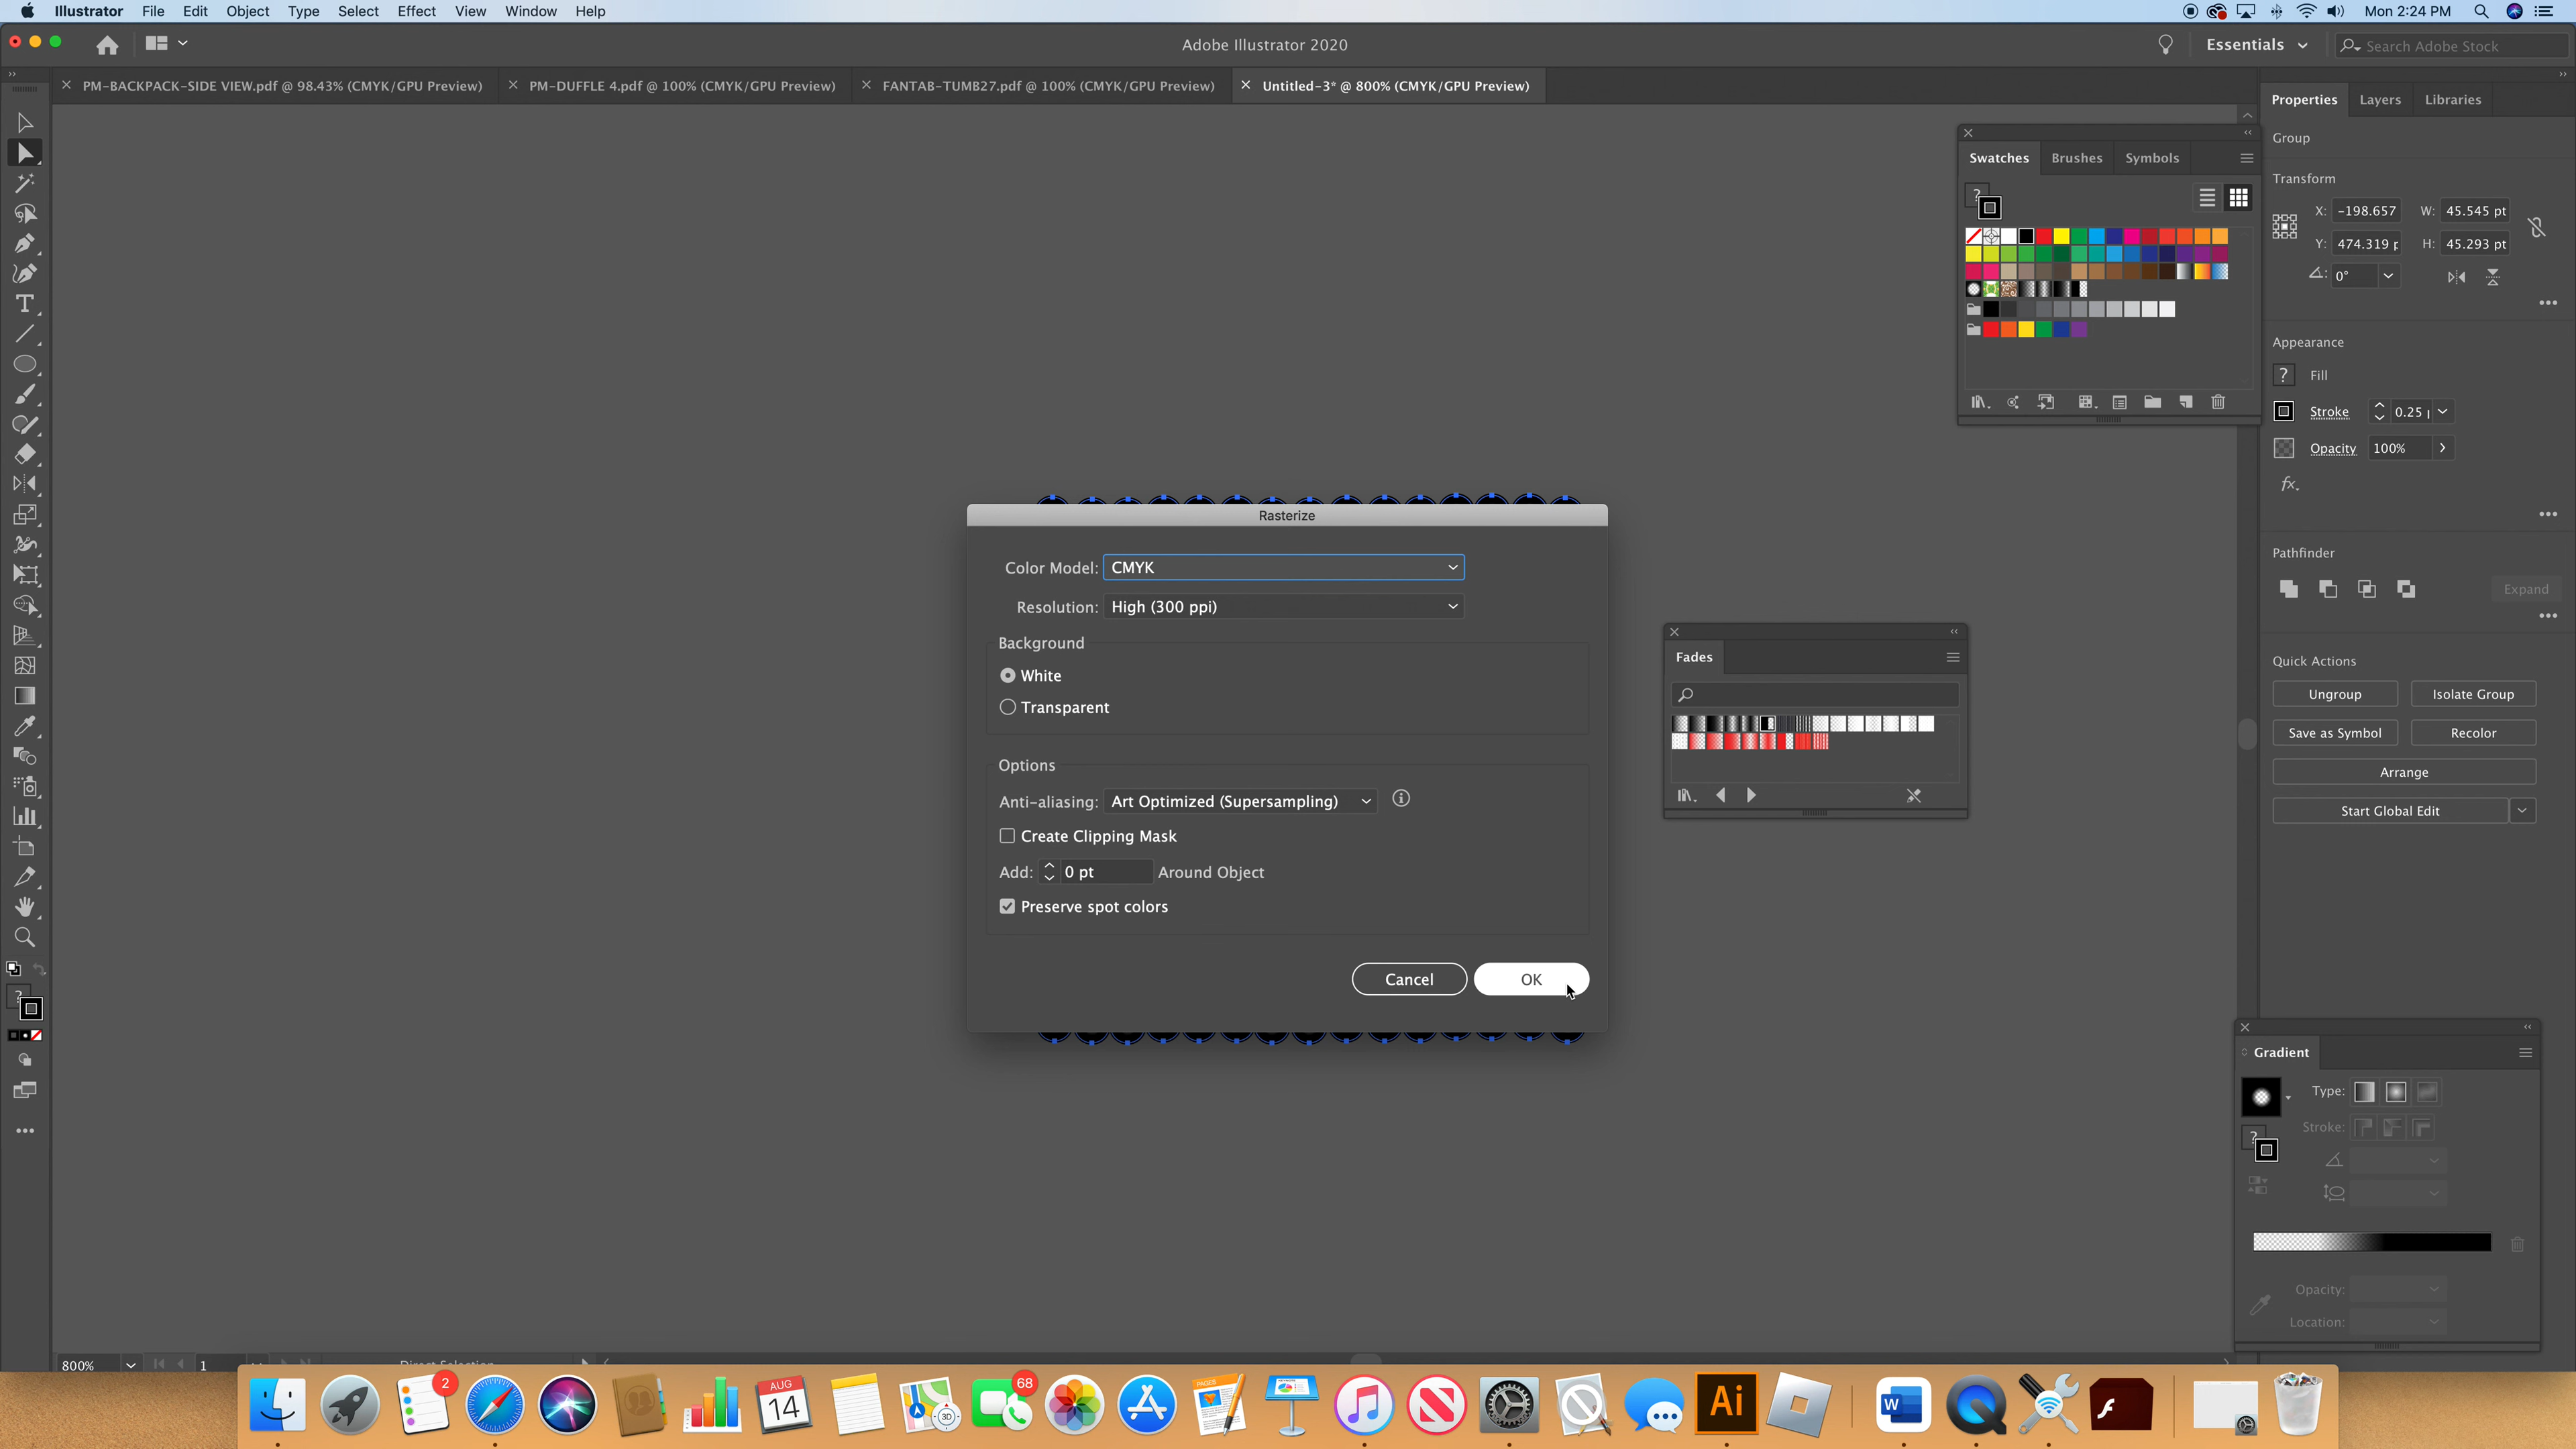 Illustrator File Edit Object Type Select Effect View Window Help Mon 2:24 PM
Adobe Illustrator 2020 Essentials Search Adobe Stock
PM-BACKPACK-SIDE VIEW.pdf @ 98.43% (CMYK/GPU Preview) PM-DUFFLE 4.pdf @ 100% (CMYK/GPU Preview) FANTAB-TUMB27.pdf @ 100% (CMYK/GPU Preview) Untitled-3* @ 800% (CMYK/GPU Preview)
Swatches Brushes Symbols
?
Properties Layers Libraries
Group
Transform
X: -198.657 W: 45.545 pt
Y: 474.319 p H: 45.293 pt
0°
Appearance
? Fill
Stroke 0.25
Opacity 100%
fx.
Pathfinder
Expand
Quick Actions
Ungroup Isolate Group
Save as Symbol Recolor
Arrange
Start Global Edit
Rasterize
Color Model: CMYK
Resolution: High (300 ppi)
Background
White
Transparent
Options
Anti-aliasing: Art Optimized (Supersampling)
Create Clipping Mask
Add: 0 pt Around Object
Preserve spot colors
Cancel OK
Fades
Gradient
Type:
Stroke:
?
Opacity:
Location:
?
800% 1 Direct Selection
2
AUG
14
3D
68
PAGES
Ai
W